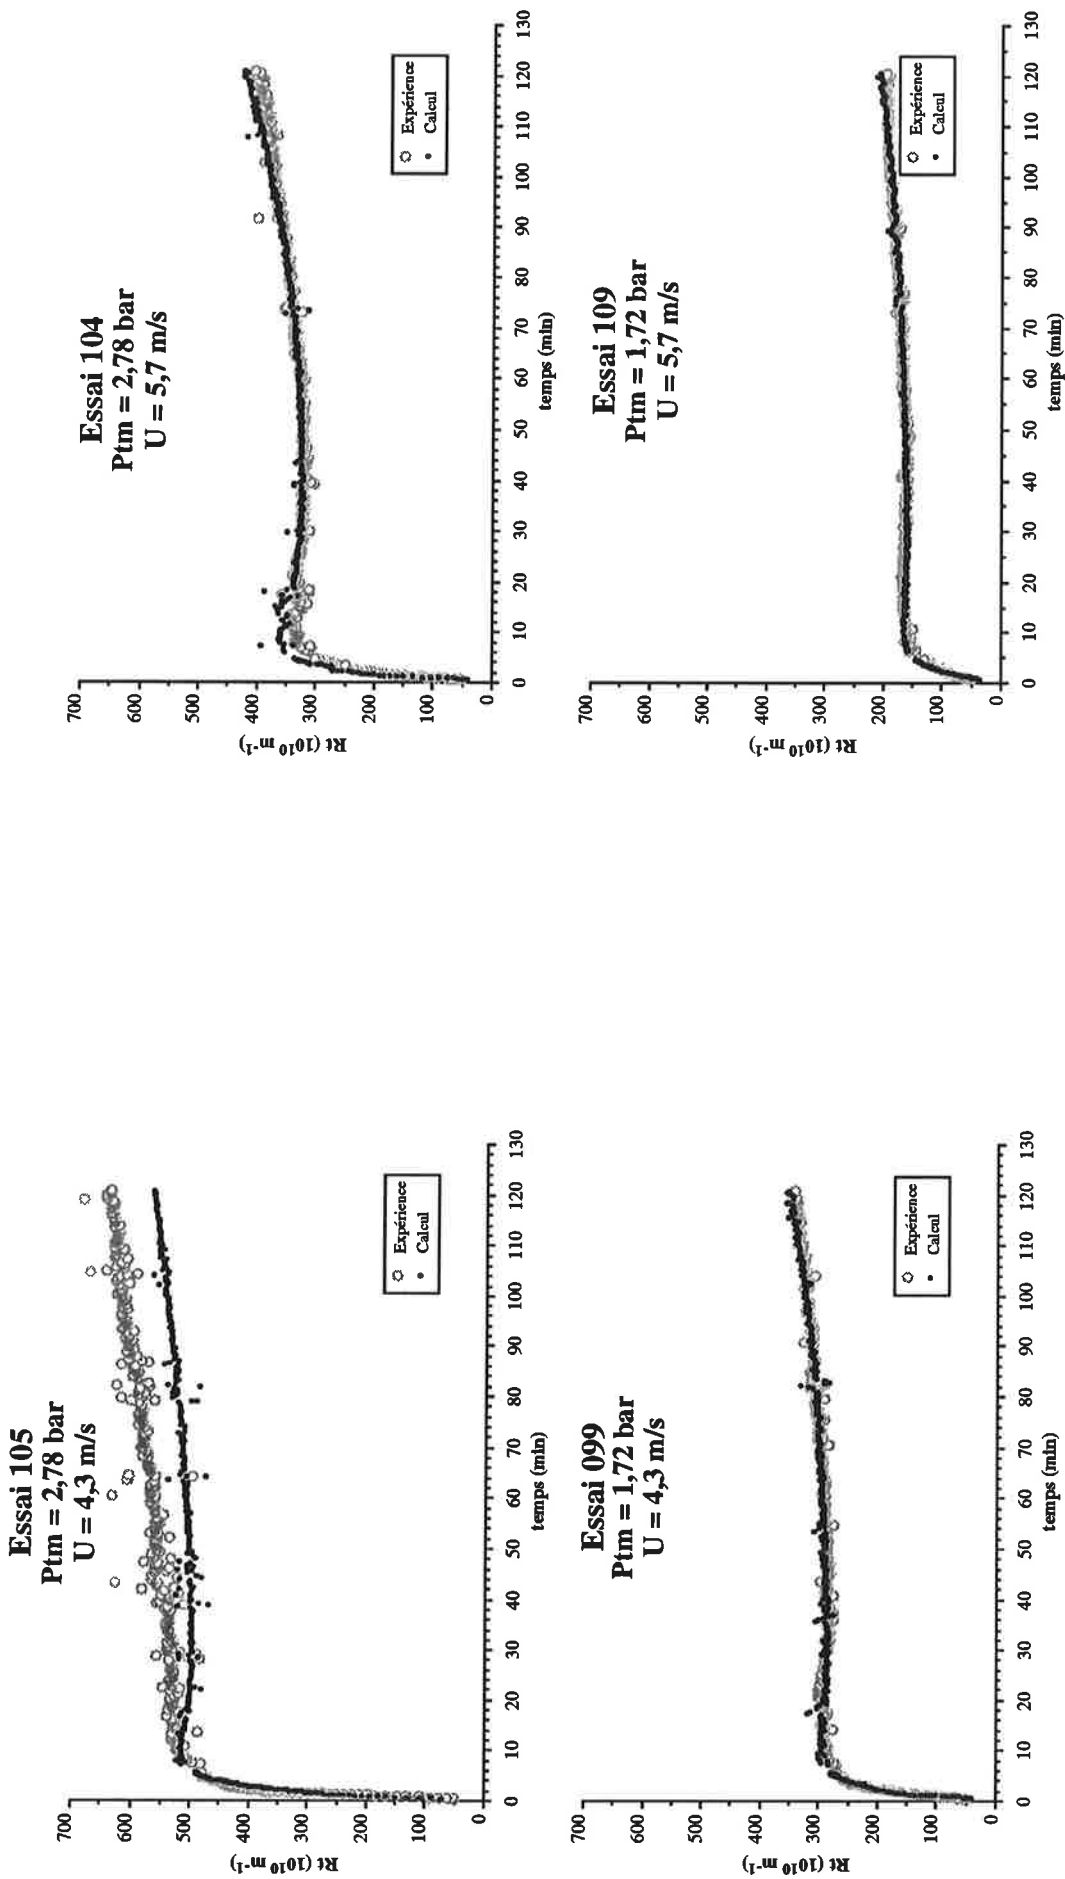 Essai 105
Ptm = 2,78 bar
U = 4,3 m/s
700
600
500
400
300
200
100
0
Rt (10¹⁰ m⁻¹)
Expérience
Calcul
0 10 20 30 40 50 60 70 80 90 100 110 120 130
temps (min)
Essai 104
Ptm = 2,78 bar
U = 5,7 m/s
700
600
500
400
300
200
100
0
Rt (10¹⁰ m⁻¹)
Expérience
Calcul
0 10 20 30 40 50 60 70 80 90 100 110 120 130
temps (min)
Essai 099
Ptm = 1,72 bar
U = 4,3 m/s
700
600
500
400
300
200
100
0
Rt (10¹⁰ m⁻¹)
Expérience
Calcul
0 10 20 30 40 50 60 70 80 90 100 110 120 130
temps (min)
Essai 109
Ptm = 1,72 bar
U = 5,7 m/s
700
600
500
400
300
200
100
0
Rt (10¹⁰ m⁻¹)
Expérience
Calcul
0 10 20 30 40 50 60 70 80 90 100 110 120 130
temps (min)